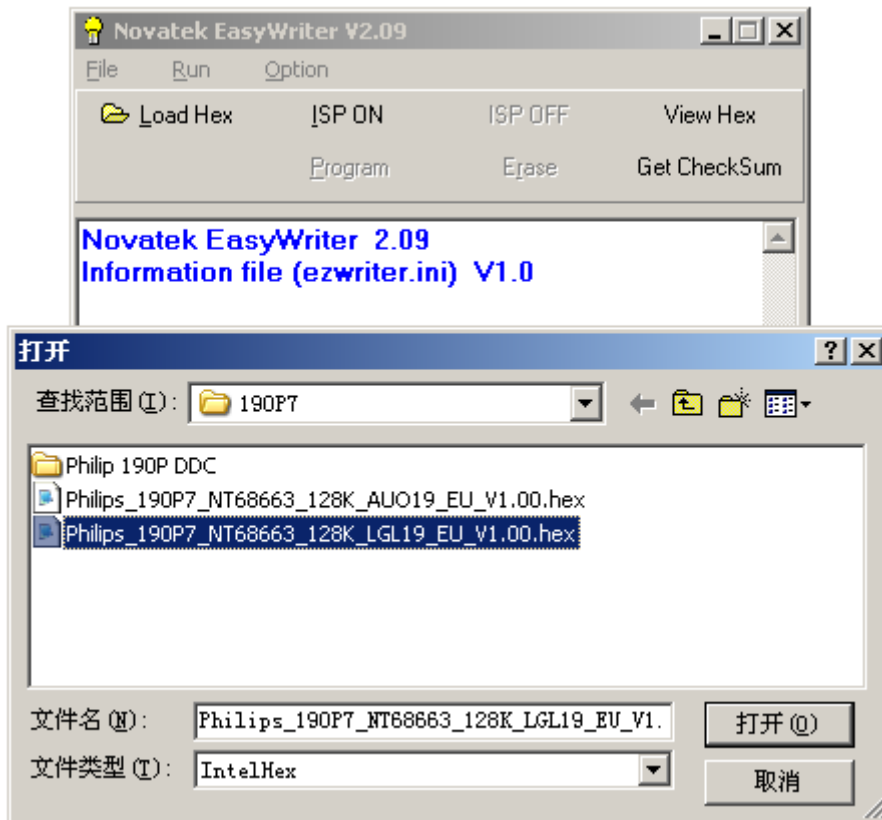 Novatek EasyWriter V2.09
File Run Option
Load Hex ISP ON ISP OFF View Hex
Program Erase Get CheckSum
Novatek EasyWriter 2.09
Information file (ezwriter.ini) V1.0
打开
查找范围(I): 190P7
Philip 190P DDC
Philips_190P7_NT68663_128K_AUO19_EU_V1.00.hex
Philips_190P7_NT68663_128K_LGL19_EU_V1.00.hex
文件名(N): Philips_190P7_NT68663_128K_LGL19_EU_V1. 打开(O)
文件类型(T): IntelHex 取消